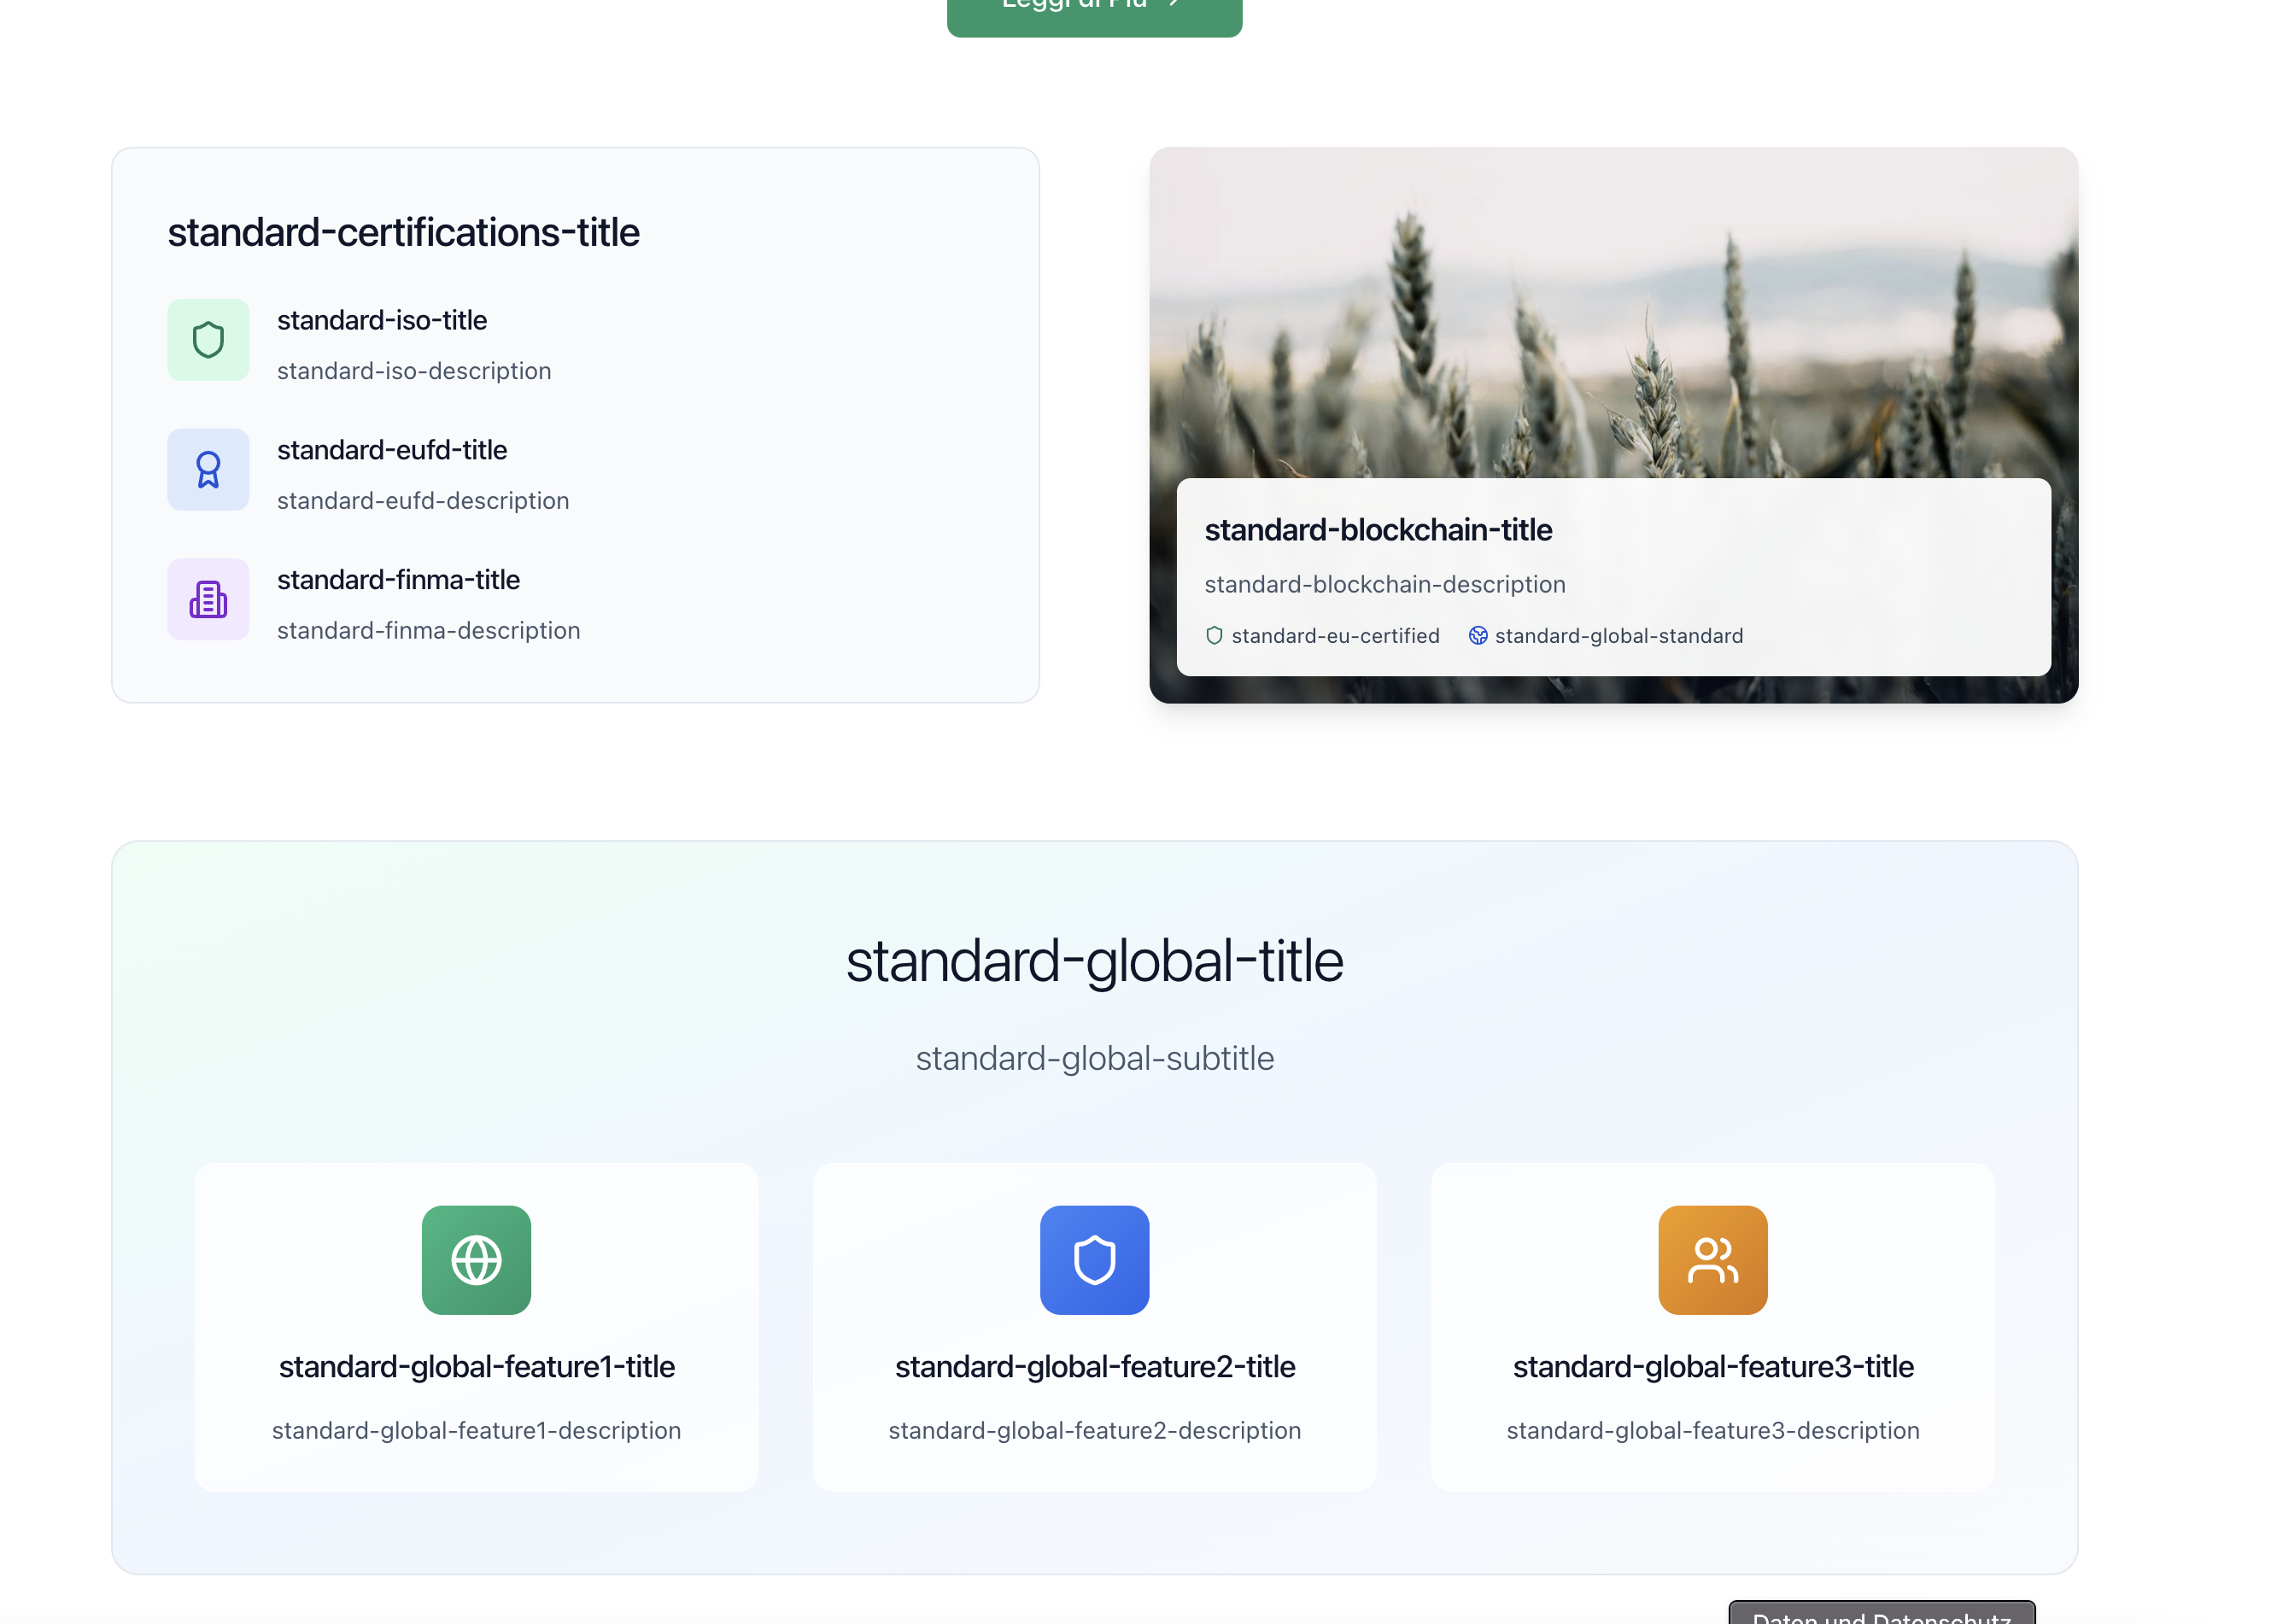 Leggi di Più
standard-certifications-title
standard-iso-title
standard-iso-description
standard-eufd-title
standard-eufd-description
standard-finma-title
standard-finma-description
standard-blockchain-title
standard-blockchain-description
standard-eu-certified standard-global-standard
standard-global-title
standard-global-subtitle
standard-global-feature1-title
standard-global-feature1-description
standard-global-feature2-title
standard-global-feature2-description
standard-global-feature3-title
standard-global-feature3-description
Daten und Datenschutz